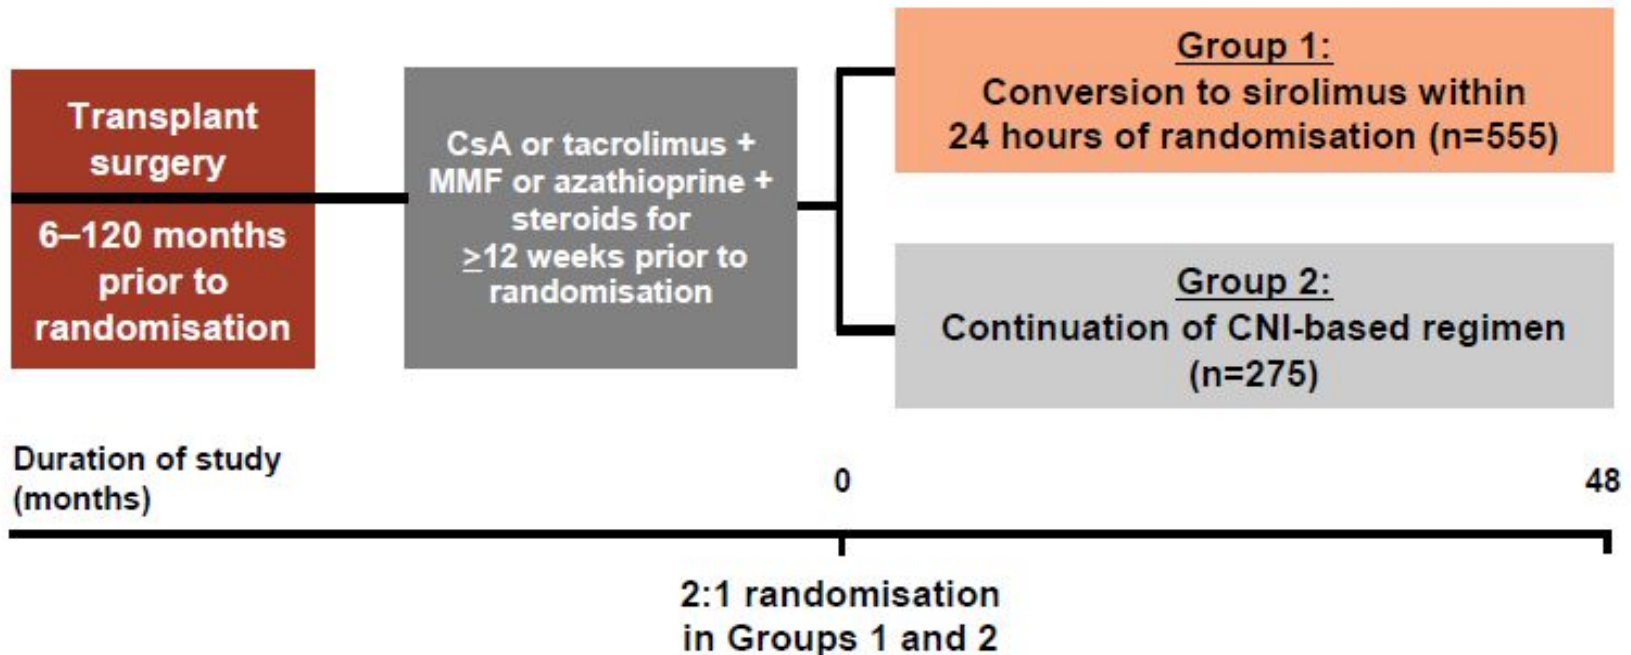 Transplant
surgery
6–120 months
prior to
randomisation
CsA or tacrolimus +
MMF or azathioprine +
steroids for
≥12 weeks prior to
randomisation
Group 1:
Conversion to sirolimus within
24 hours of randomisation (n=555)
Group 2:
Continuation of CNI-based regimen
(n=275)
Duration of study
(months)
0
48
2:1 randomisation
in Groups 1 and 2